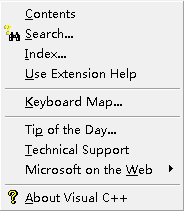 Contents
Search...
Index...
Use Extension Help
Keyboard Map...
Tip of the Day...
Technical Support
Microsoft on the Web
About Visual C++